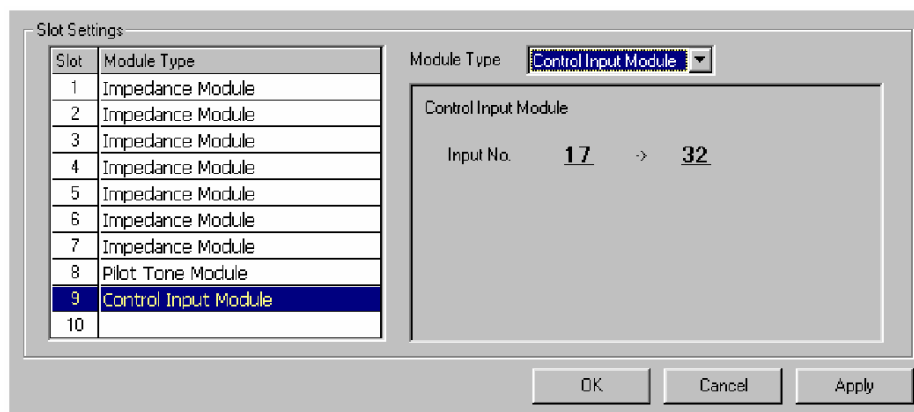 Slot Settings
Slot Module Type
1 Impedance Module
2 Impedance Module
3 Impedance Module
4 Impedance Module
5 Impedance Module
6 Impedance Module
7 Impedance Module
8 Pilot Tone Module
9 Control Input Module
10
Module Type Control Input Module
Control Input Module
Input No. 17 -> 32
OK Cancel Apply